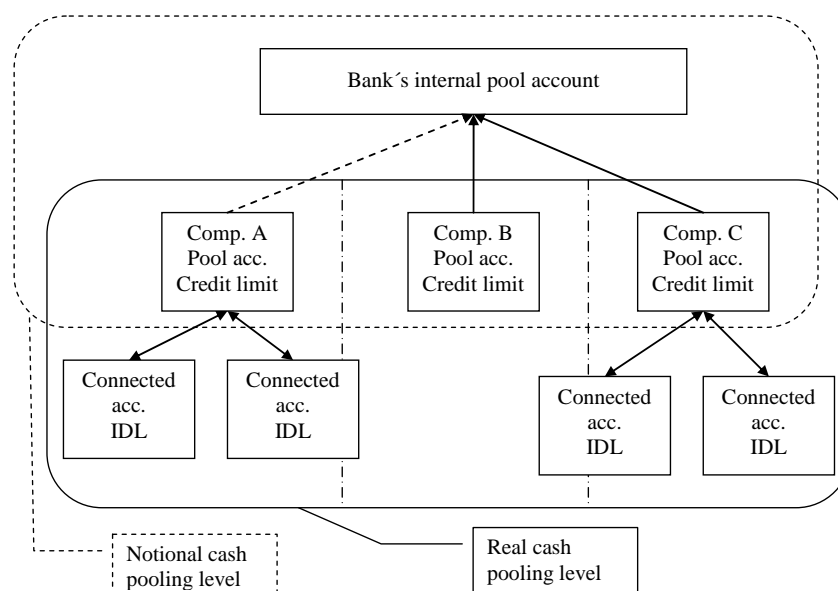 Bank´s internal pool account
Comp. A
Pool acc.
Credit limit
Comp. B
Pool acc.
Credit limit
Comp. C
Pool acc.
Credit limit
Connected
acc.
IDL
Connected
acc.
IDL
Connected
acc.
IDL
Connected
acc.
IDL
Notional cash
pooling level
Real cash
pooling level